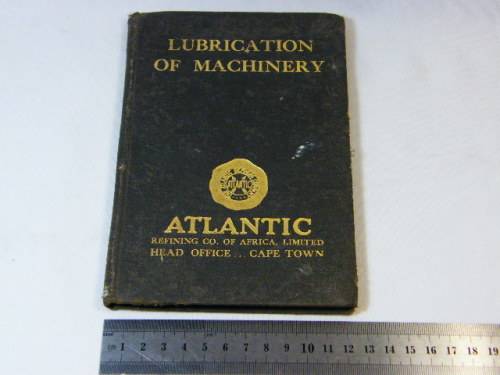 LUBRICATION
OF MACHINERY
ATLANTIC
ATLANTIC
REFINING CO. OF AFRICA, LIMITED
HEAD OFFICE... CAPE TOWN
1 2 3 4 5 6 7 8 9 10 11 12 13 14 15 16 17 18 19